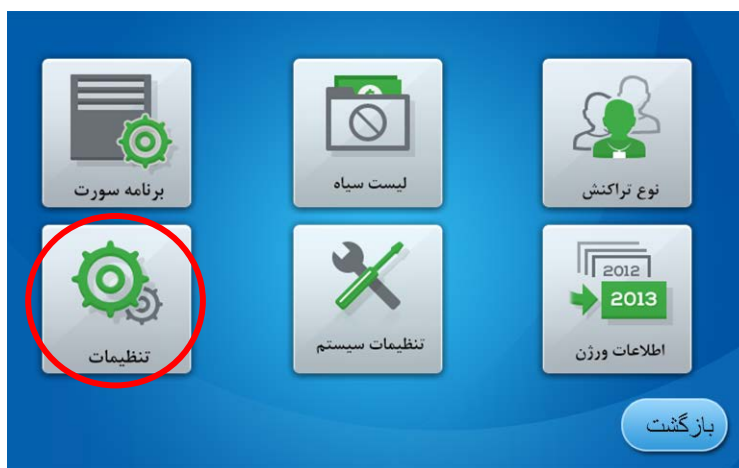 نوع تراکنش
لیست سیاه
برنامه سورت
2012
2013
اطلاعات ورژن
تنظیمات سیستم
تنظیمات
بازگشت